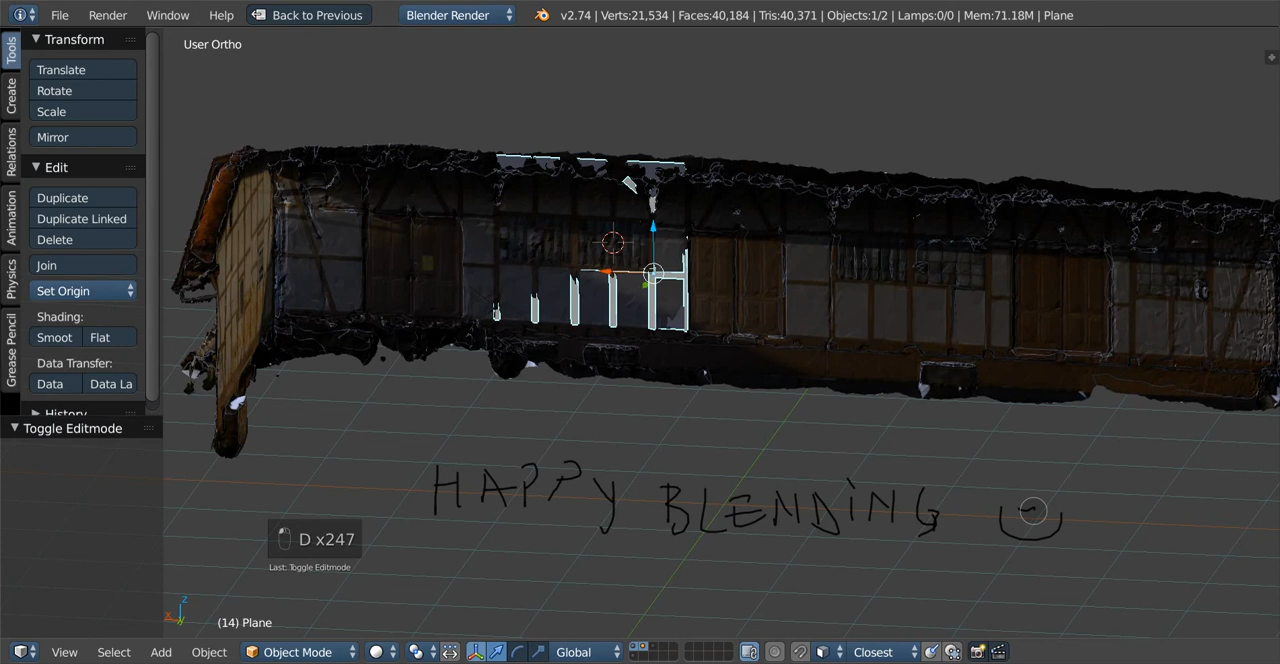 File Render Window Help Back to Previous Blender Render v2.74 | Verts:21,534 | Faces:40,184 | Tris:40,371 | Objects:1/2 | Lamps:0/0 | Mem:71.18M | Plane
Tools
Create
Relations
Animation
Physics
Grease Pencil
Transform
Translate
Rotate
Scale
Mirror
Edit
Duplicate
Duplicate Linked
Delete
Join
Set Origin
Shading:
Smoot Flat
Data Transfer:
Data Data La
History
Toggle Editmode
User Ortho
HAPPY BLENDiNG
D x247
Last: Toggle Editmode
z
x
y
(14) Plane
View Select Add Object Object Mode Global Closest